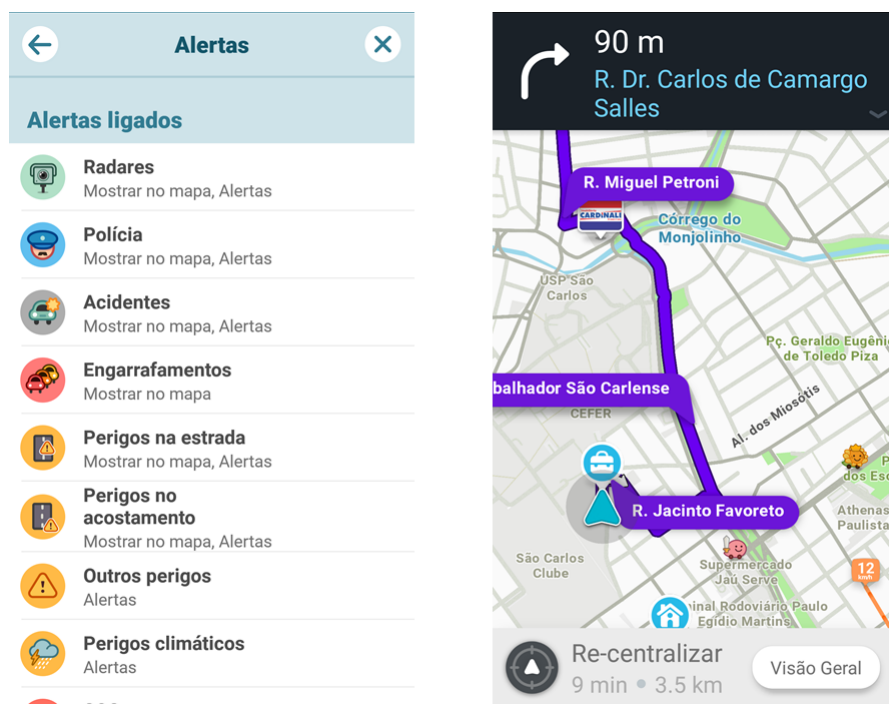 Alertas
Alertas ligados
Radares
Mostrar no mapa, Alertas
Polícia
Mostrar no mapa, Alertas
Acidentes
Mostrar no mapa, Alertas
Engarrafamentos
Mostrar no mapa
Perigos na estrada
Mostrar no mapa, Alertas
Perigos no
acostamento
Mostrar no mapa, Alertas
Outros perigos
Alertas
Perigos climáticos
Alertas
90 m
R. Dr. Carlos de Camargo
Salles
R. Miguel Petroni
CARDINALI
Córrego do
Monjolinho
USP São
Carlos
Pç. Geraldo Eugêni
de Toledo Piza
balhador São Carlense
CEFER
Al. dos Miosótis
P
dos Esc
R. Jacinto Favoreto
Athenas
Paulista
São Carlos
Clube
Supermercado
Jaú Serve
12
km/h
inal Rodoviário Paulo
Egídio Martins
Re-centralizar
9 min • 3.5 km
Visão Geral